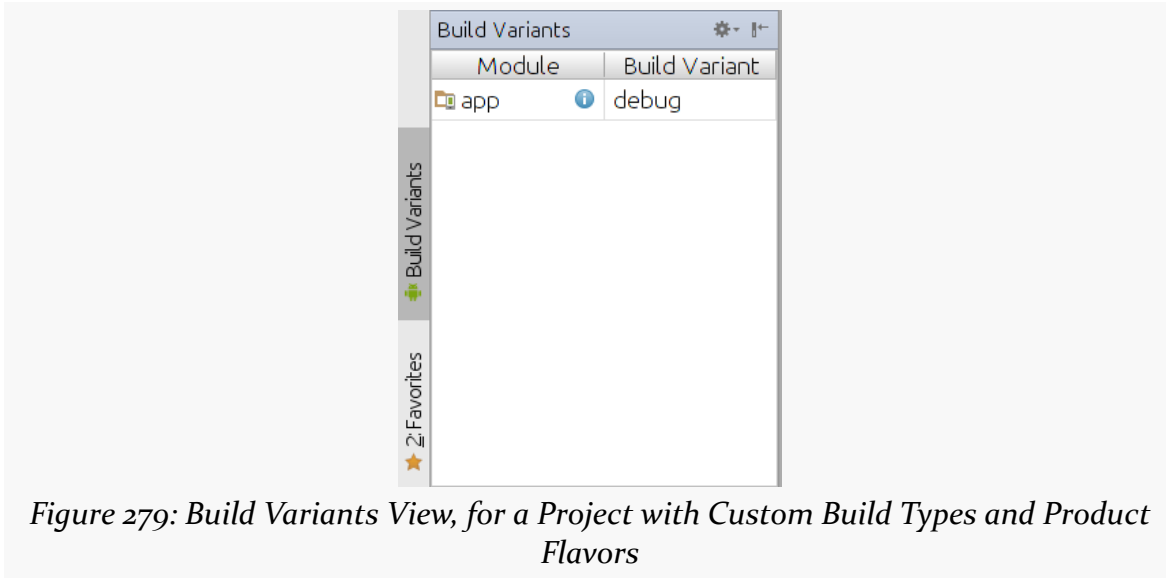 Build Variants
Module Build Variant
app debug
Build Variants
2: Favorites
Figure 279: Build Variants View, for a Project with Custom Build Types and Product
Flavors